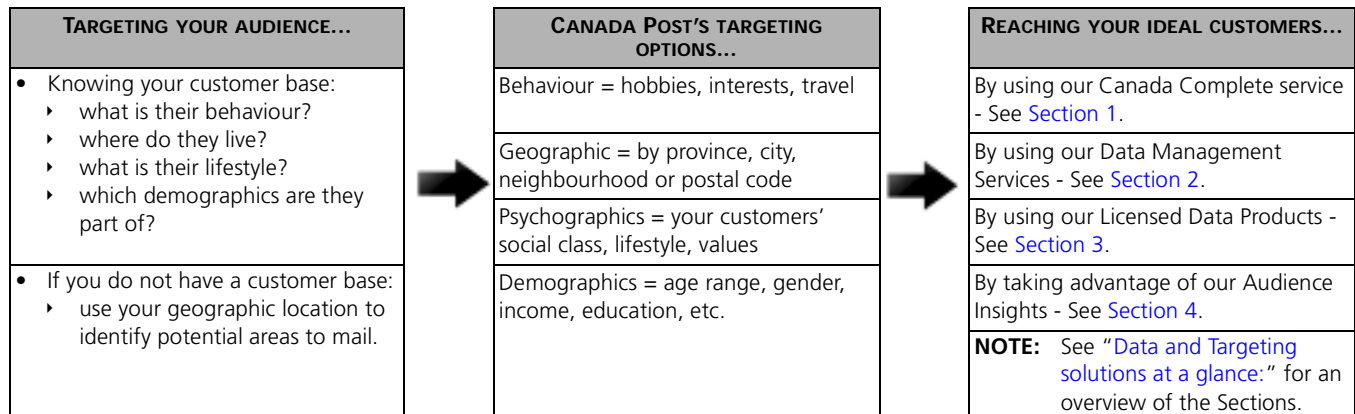 TARGETING YOUR AUDIENCE...
• Knowing your customer base:
‣ what is their behaviour?
‣ where do they live?
‣ what is their lifestyle?
‣ which demographics are they
part of?
• If you do not have a customer base:
‣ use your geographic location to
identify potential areas to mail.
CANADA POST'S TARGETING
OPTIONS...
Behaviour = hobbies, interests, travel
Geographic = by province, city,
neighbourhood or postal code
Psychographics = your customers'
social class, lifestyle, values
Demographics = age range, gender,
income, education, etc.
REACHING YOUR IDEAL CUSTOMERS...
By using our Canada Complete service
- See Section 1.
By using our Data Management
Services - See Section 2.
By using our Licensed Data Products -
See Section 3.
By taking advantage of our Audience
Insights - See Section 4.
NOTE: See "Data and Targeting
solutions at a glance:" for an
overview of the Sections.